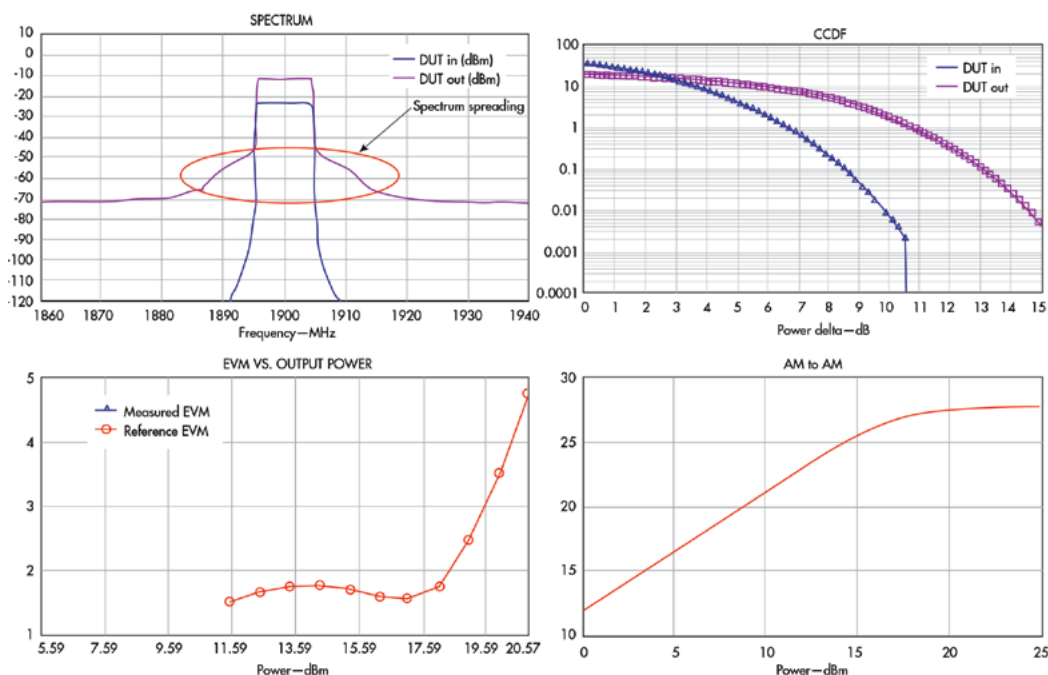 SPECTRUM
10
0
-10
-20
-30
-40
-50
-60
-70
-80
-90
-100
-110
-120
DUT in (dBm)
DUT out (dBm)
Spectrum spreading
1860 1870 1880 1890 1900 1910 1920 1930 1940
Frequency—MHz
CCDF
100
10
1
0.1
0.01
0.001
0.0001
DUT in
DUT out
0 1 2 3 4 5 6 7 8 9 10 11 12 13 14 15
Power delta—dB
EVM VS. OUTPUT POWER
5
4
3
2
1
Measured EVM
Reference EVM
5.59 7.59 9.59 11.59 13.59 15.59 17.59 19.59 20.57
Power—dBm
AM to AM
30
25
20
15
10
0 5 10 15 20 25
Power—dBm